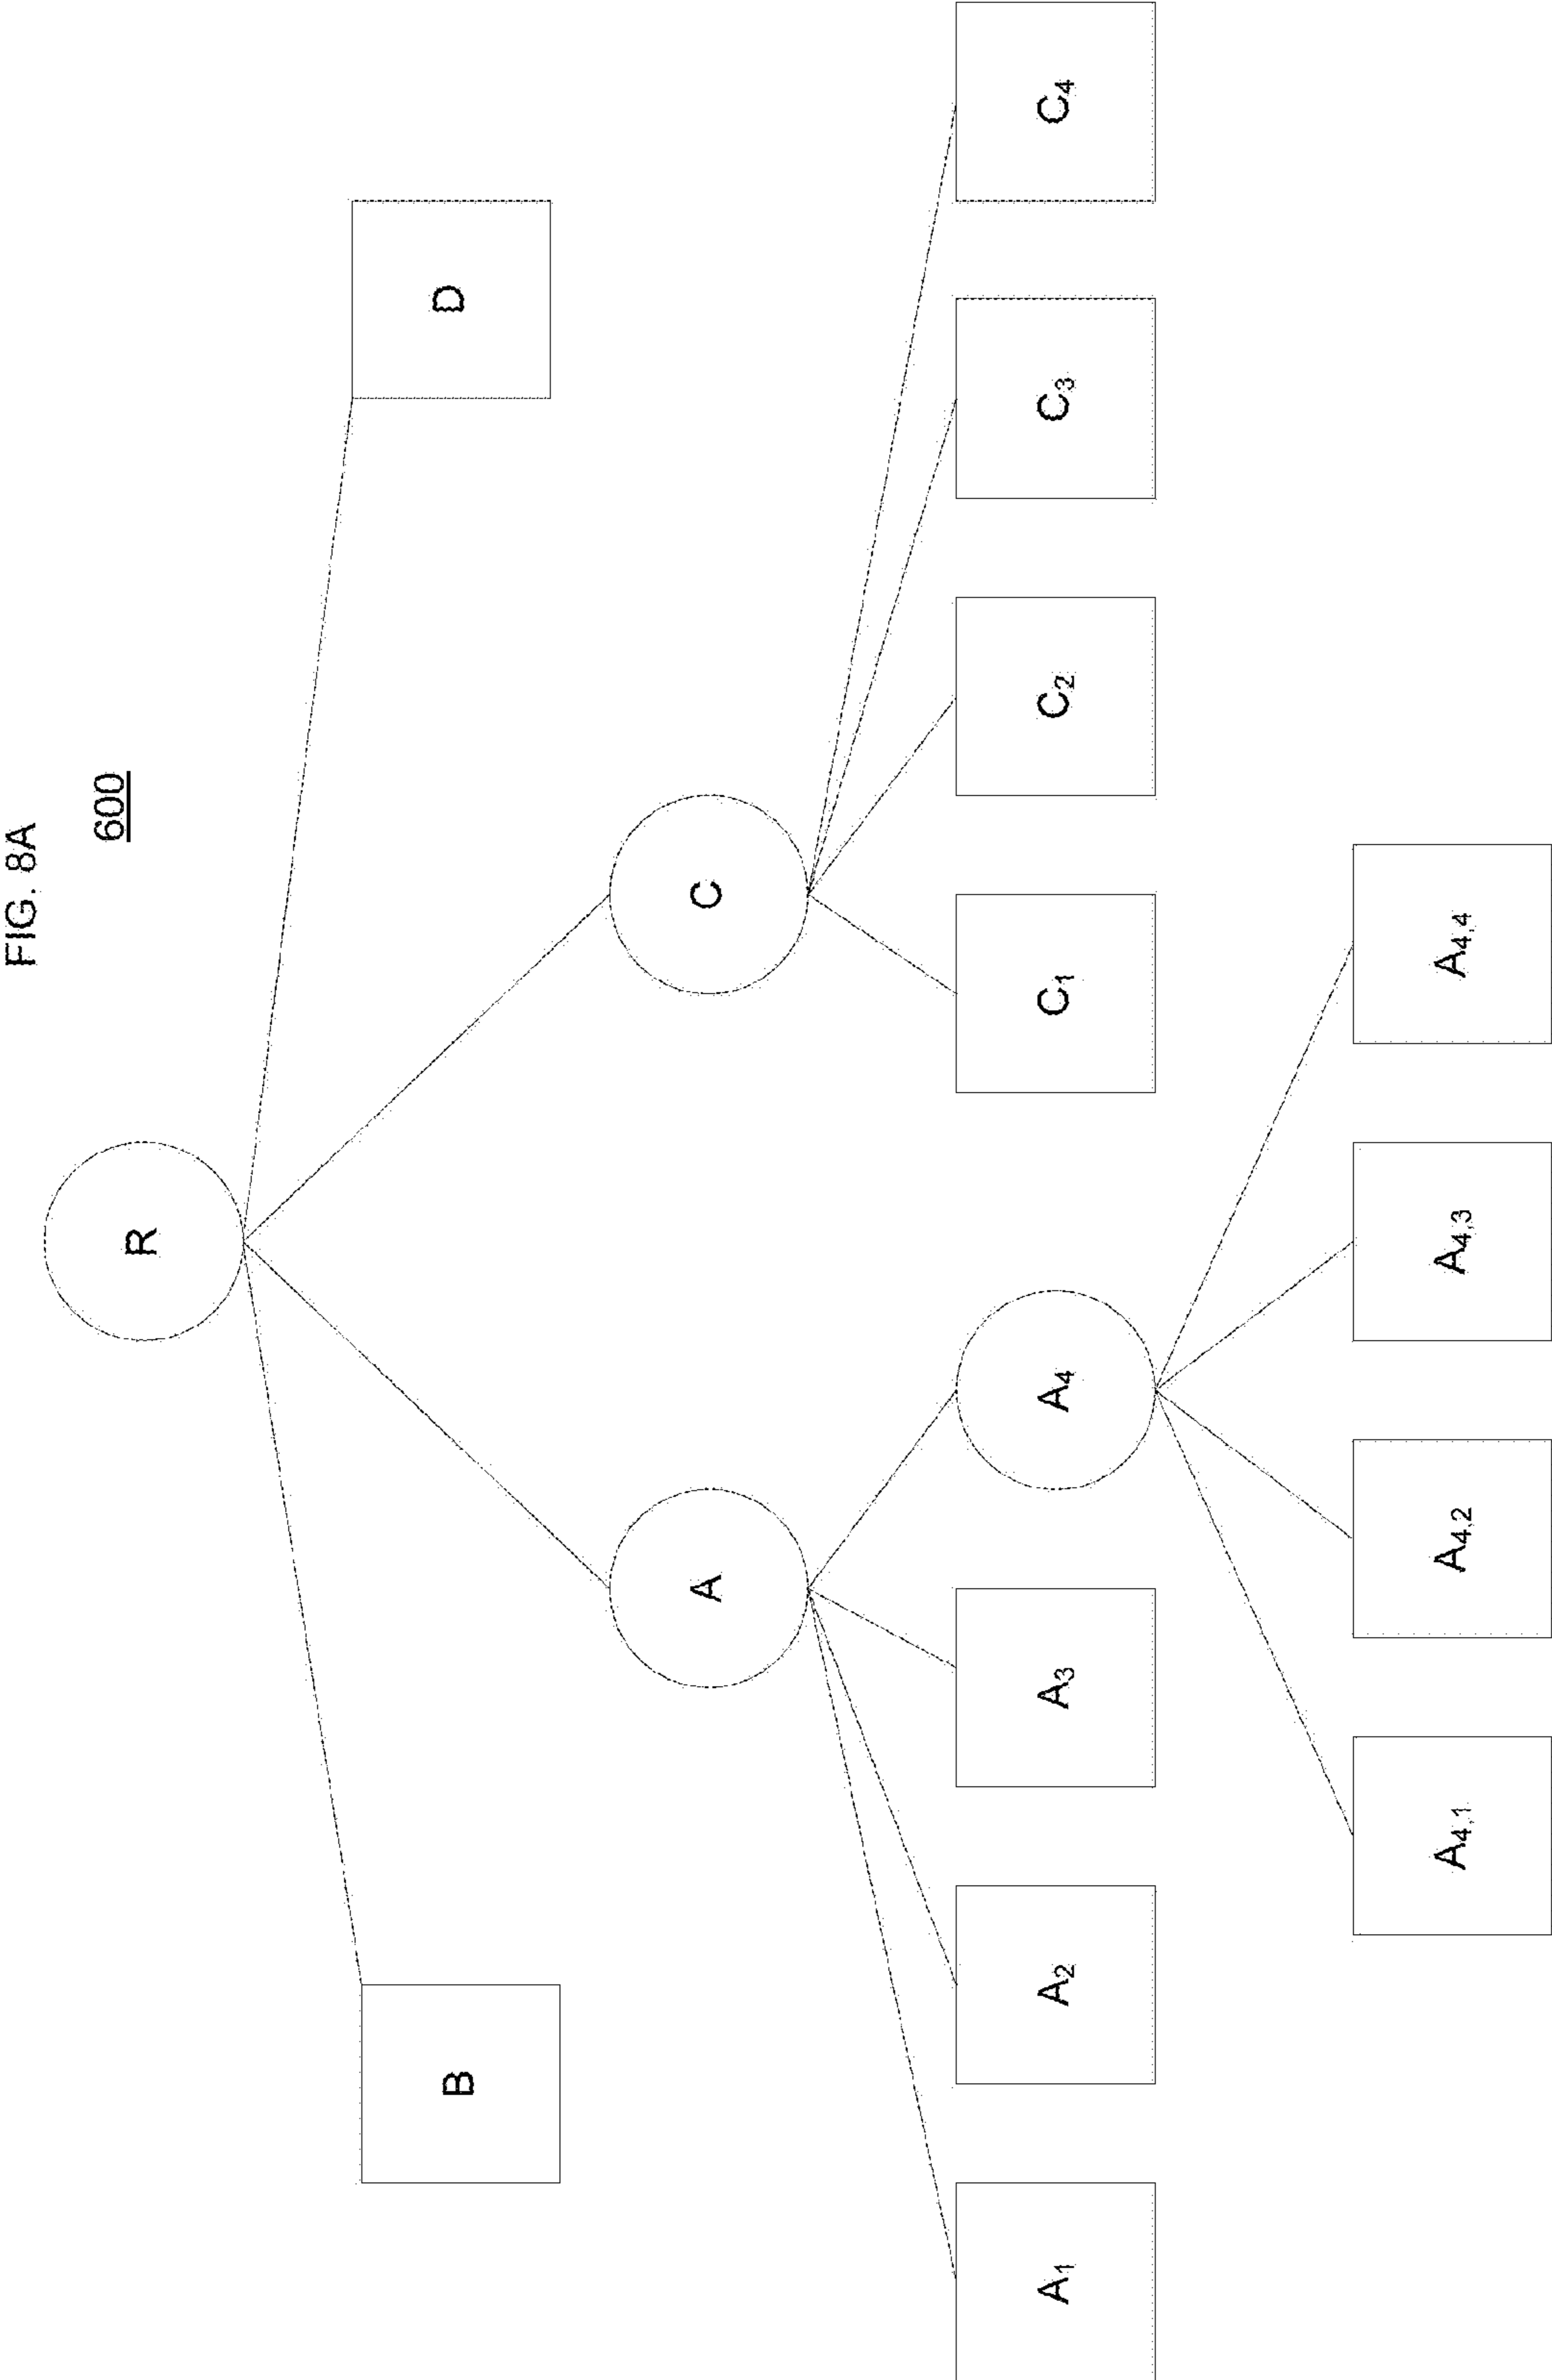 FIG. 8A
600
R
B
D
A
C
A₁
A₂
A₃
A₄
C₁
C₂
C₃
C₄
A₄,₁
A₄,₂
A₄,₃
A₄,₄